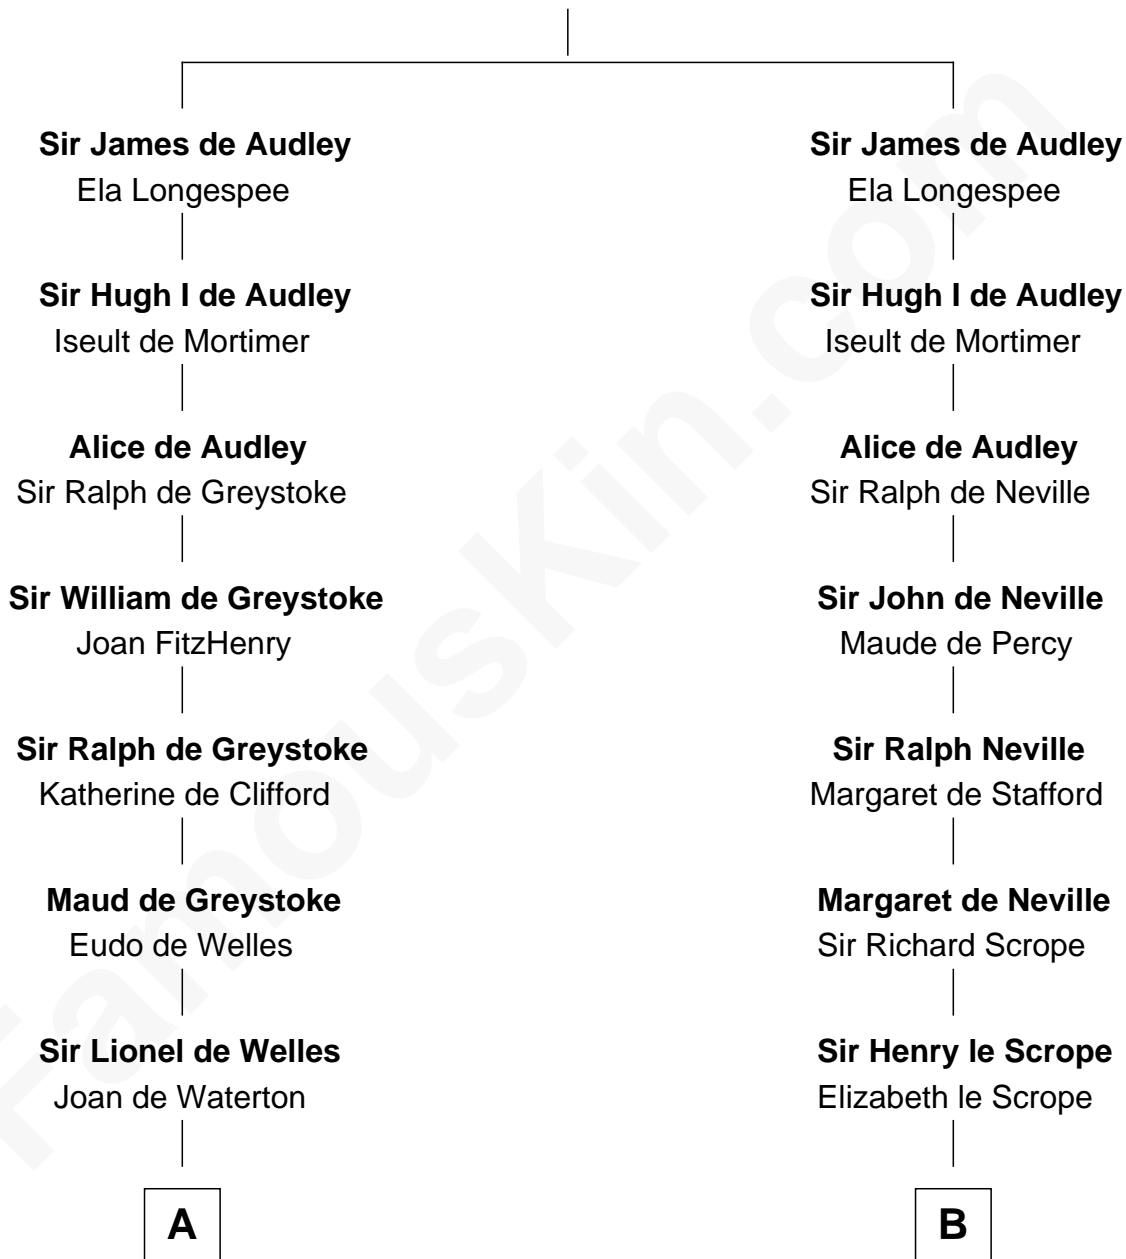 Sir James de Audley
Ela Longespee
Sir Hugh I de Audley
Iseult de Mortimer
Alice de Audley
Sir Ralph de Greystoke
Sir William de Greystoke
Joan FitzHenry
Sir Ralph de Greystoke
Katherine de Clifford
Maud de Greystoke
Eudo de Welles
Sir Lionel de Welles
Joan de Waterton
A
Sir James de Audley
Ela Longespee
Sir Hugh I de Audley
Iseult de Mortimer
Alice de Audley
Sir Ralph de Neville
Sir John de Neville
Maude de Percy
Sir Ralph Neville
Margaret de Stafford
Margaret de Neville
Sir Richard Scrope
Sir Henry le Scrope
Elizabeth le Scrope
B
FamousKin.com